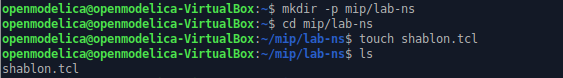 openmodelica@openmodelica-VirtualBox:~$ mkdir -p mip/lab-ns
openmodelica@openmodelica-VirtualBox:~$ cd mip/lab-ns
openmodelica@openmodelica-VirtualBox:~/mip/lab-ns$ touch shablon.tcl
openmodelica@openmodelica-VirtualBox:~/mip/lab-ns$ ls
shablon.tcl